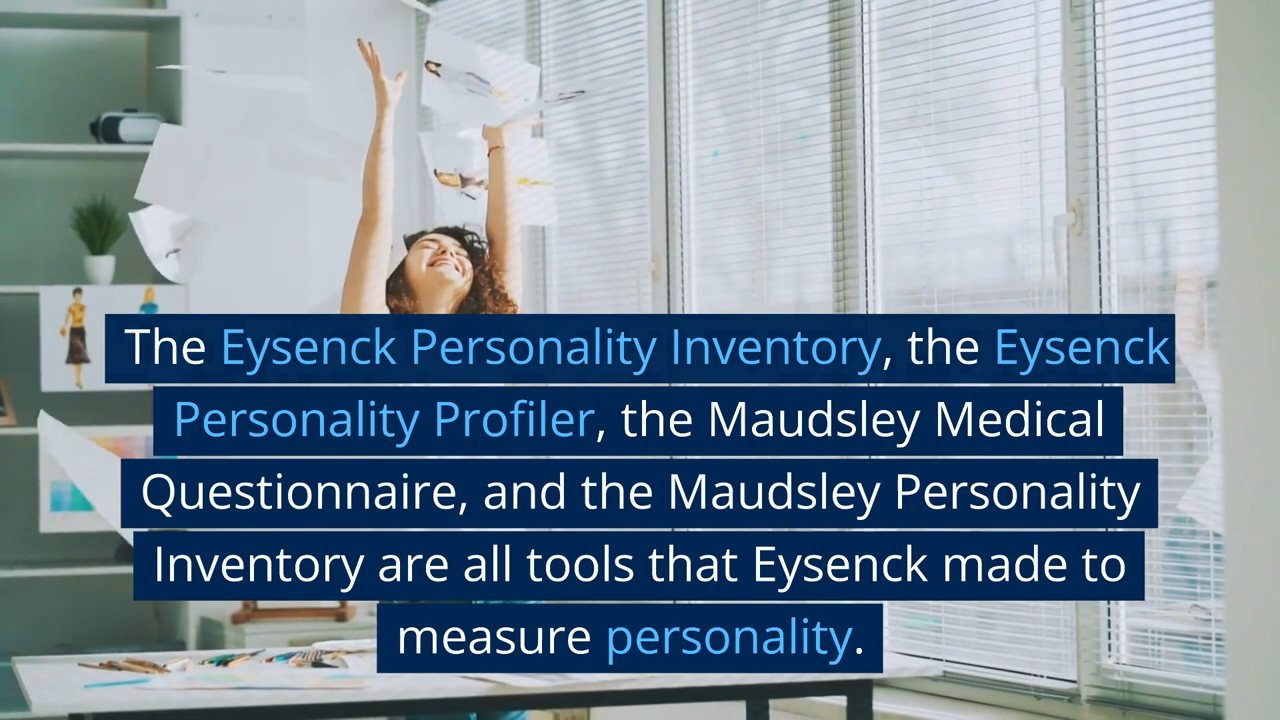 The Eysenck Personality Inventory, the Eysenck
Personality Profiler, the Maudsley Medical
Questionnaire, and the Maudsley Personality
Inventory are all tools that Eysenck made to
measure personality.